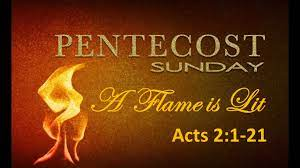 PENTECOST
SUNDAY
A Flame is Lit
Acts 2:1-21